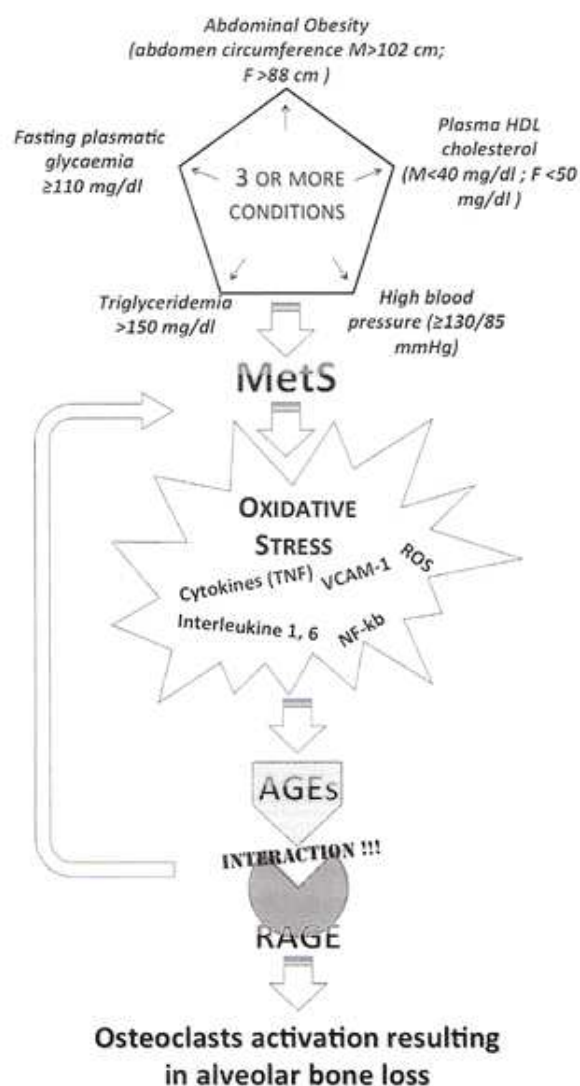 Abdominal Obesity
(abdomen circumference M>102 cm;
F >88 cm )
Fasting plasmatic
glycaemia
≥110 mg/dl
Plasma HDL
cholesterol
(M<40 mg/dl ; F <50
mg/dl )
3 OR MORE
CONDITIONS
Triglyceridemia
>150 mg/dl
High blood
pressure (≥130/85
mmHg)
MetS
OXIDATIVE
STRESS
Cytokines (TNF) VCAM-1 ROS
Interleukine 1, 6 NF-kb
AGEs
INTERACTION !!!
RAGE
Osteoclasts activation resulting
in alveolar bone loss